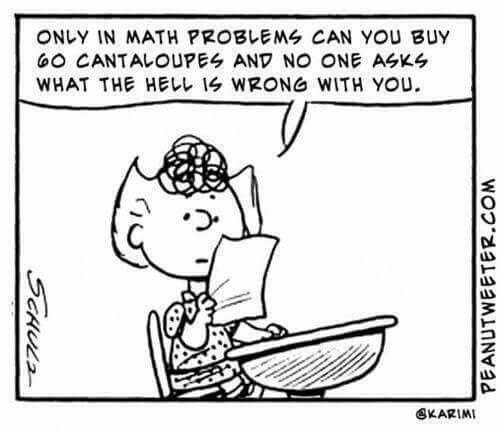 ONLY IN MATH PROBLEMS CAN YOU BUY
60 CANTALOUPES AND NO ONE ASKS
WHAT THE HELL IS WRONG WITH YOU.
SCHULZ
PEANUTWEETER.COM
@KARIMI